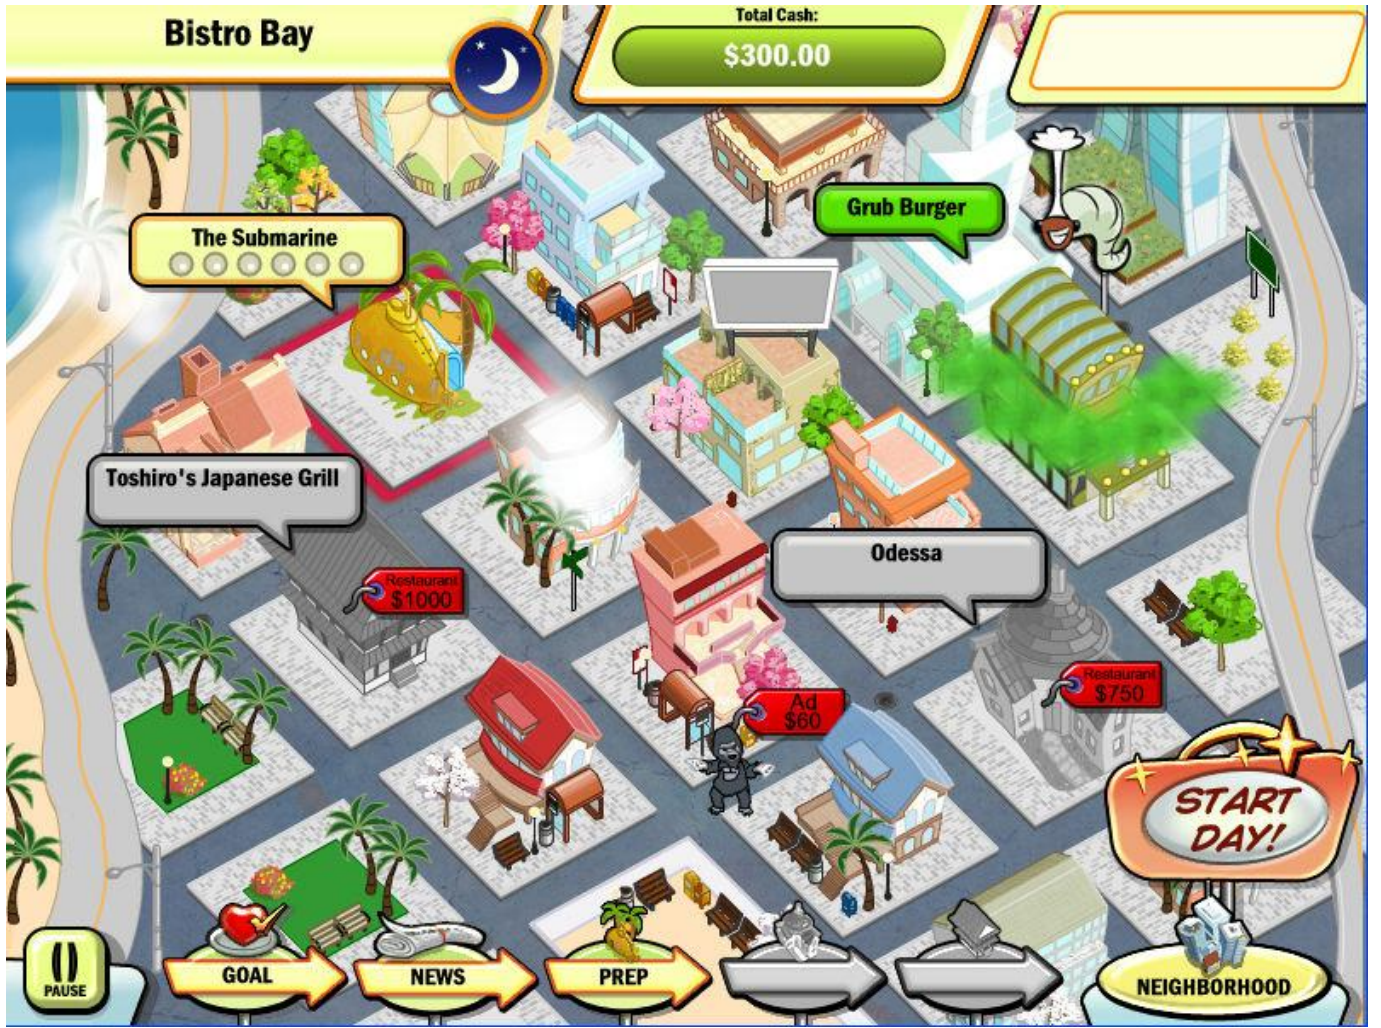 Bistro Bay
Total Cash:
$300.00
Grub Burger
The Submarine
Toshiro's Japanese Grill
Restaurant
$1000
Odessa
Restaurant
$750
Ad
$60
START
DAY!
PAUSE
GOAL
NEWS
PREP
NEIGHBORHOOD